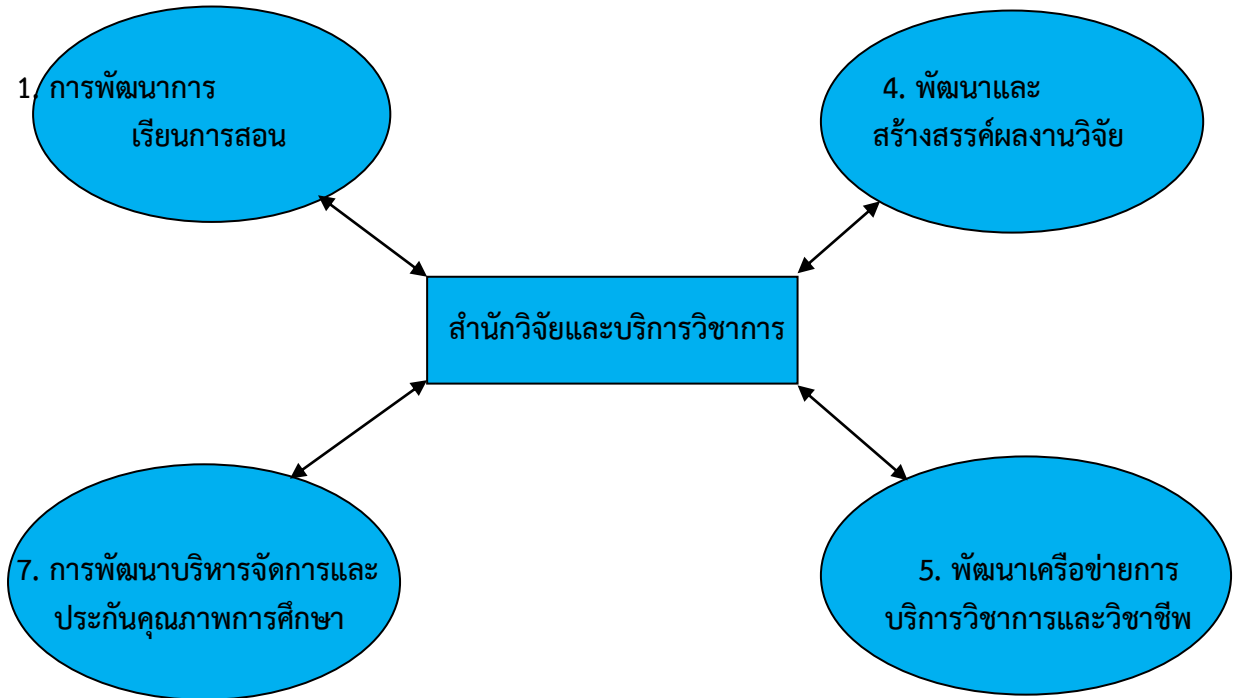 1. การพัฒนาการ
เรียนการสอน
4. พัฒนาและ
สร้างสรรค์ผลงานวิจัย
สำนักวิจัยและบริการวิชาการ
7. การพัฒนาบริหารจัดการและ
ประกันคุณภาพการศึกษา
5. พัฒนาเครือข่ายการ
บริการวิชาการและวิชาชีพ